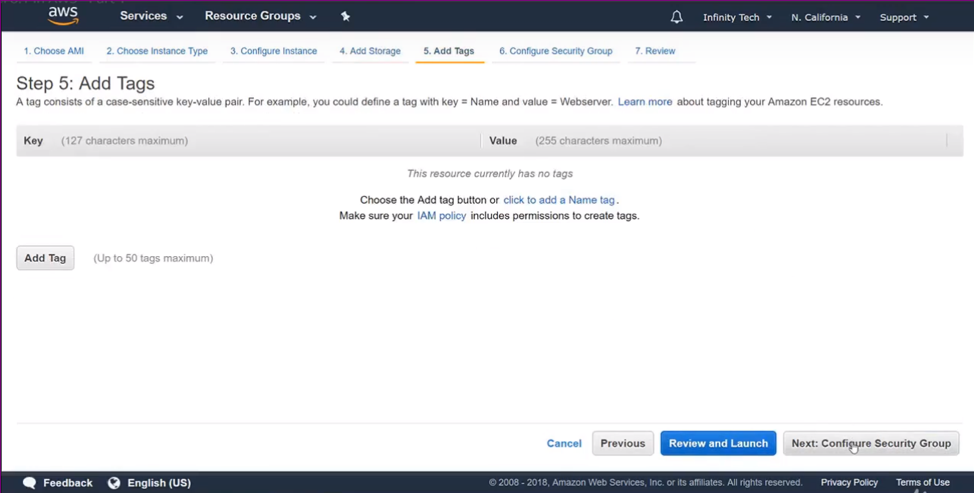 aws Services Resource Groups Infinity Tech N. California Support
1. Choose AMI 2. Choose Instance Type 3. Configure Instance 4. Add Storage 5. Add Tags 6. Configure Security Group 7. Review
Step 5: Add Tags
A tag consists of a case-sensitive key-value pair. For example, you could define a tag with key = Name and value = Webserver. Learn more about tagging your Amazon EC2 resources.
Key (127 characters maximum) Value (255 characters maximum)
This resource currently has no tags
Choose the Add tag button or click to add a Name tag.
Make sure your IAM policy includes permissions to create tags.
Add Tag (Up to 50 tags maximum)
Cancel Previous Review and Launch Next: Configure Security Group
Feedback English (US) © 2008 - 2018, Amazon Web Services, Inc. or its affiliates. All rights reserved. Privacy Policy Terms of Use